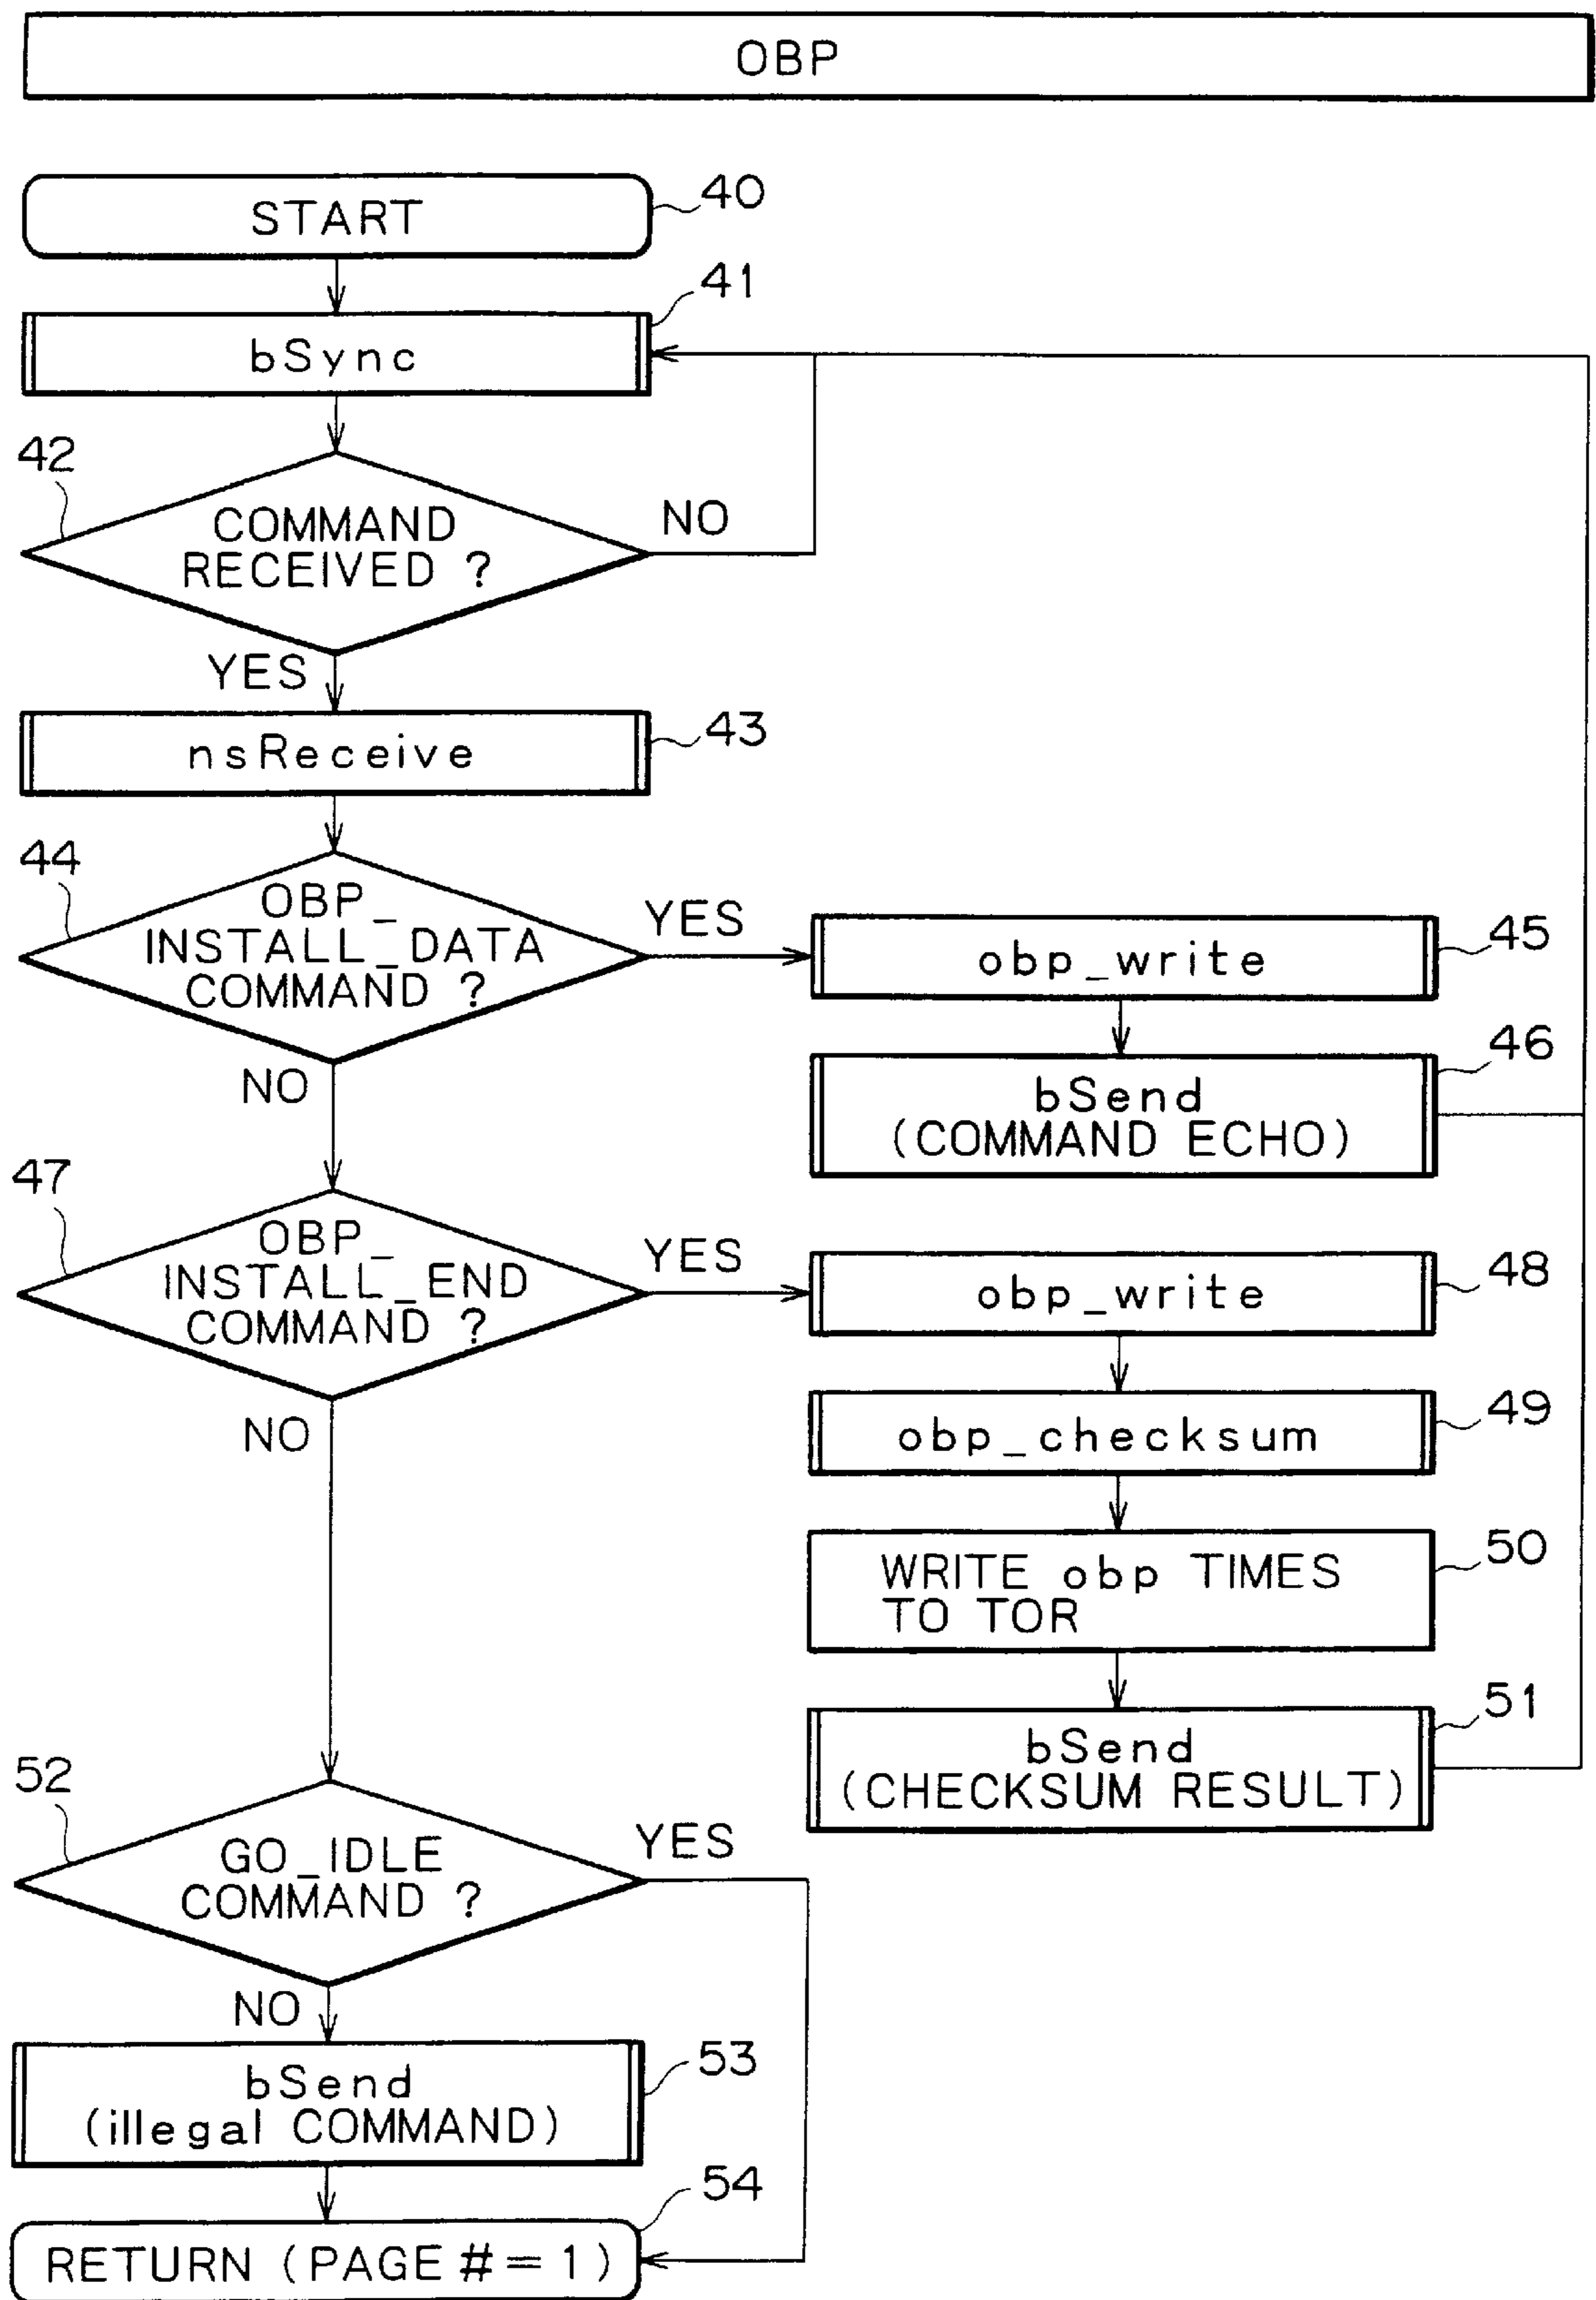 OBP
START
40
41
bSync
42
COMMAND
RECEIVED ?
NO
YES
nsReceive
43
44
OBP_
INSTALL_DATA
COMMAND ?
YES
NO
obp_write
45
bSend
(COMMAND ECHO)
46
47
OBP_
INSTALL_END
COMMAND ?
YES
NO
obp_write
48
obp_checksum
49
WRITE obp TIMES
TO TOR
50
bSend
(CHECKSUM RESULT)
51
52
GO_IDLE
COMMAND ?
YES
NO
bSend
(illegal COMMAND)
53
RETURN (PAGE # = 1)
54